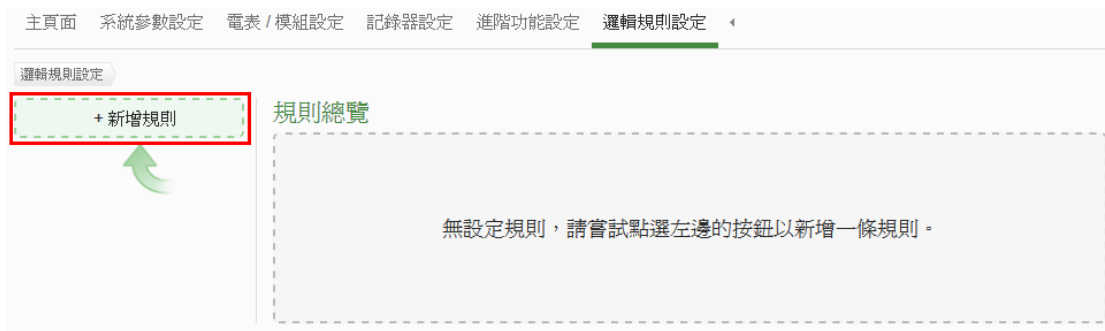 主頁面 系統參數設定 電表 / 模組設定 記錄器設定 進階功能設定 邏輯規則設定
邏輯規則設定
+ 新增規則
規則總覽
無設定規則，請嘗試點選左邊的按鈕以新增一條規則。